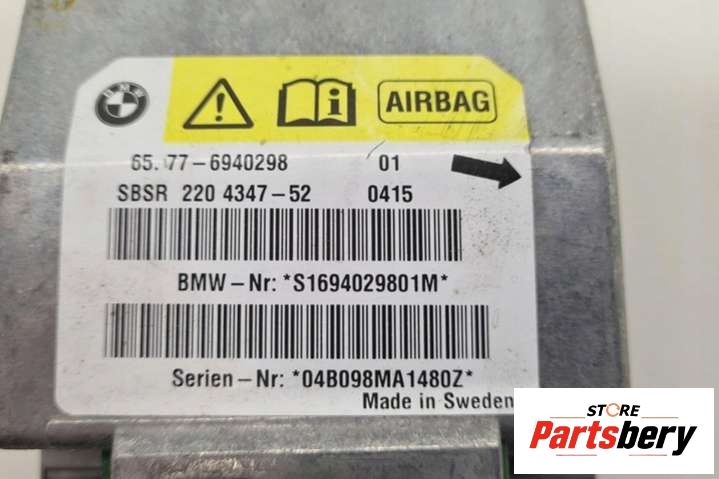 BMW
AIRBAG
65.77-6940298 01
SBSR 220 4347-52 0415
BMW-Nr: *S1694029801M*
Serien-Nr: *04B098MA1480Z*
Made in Sweden
STORE
Partsbery